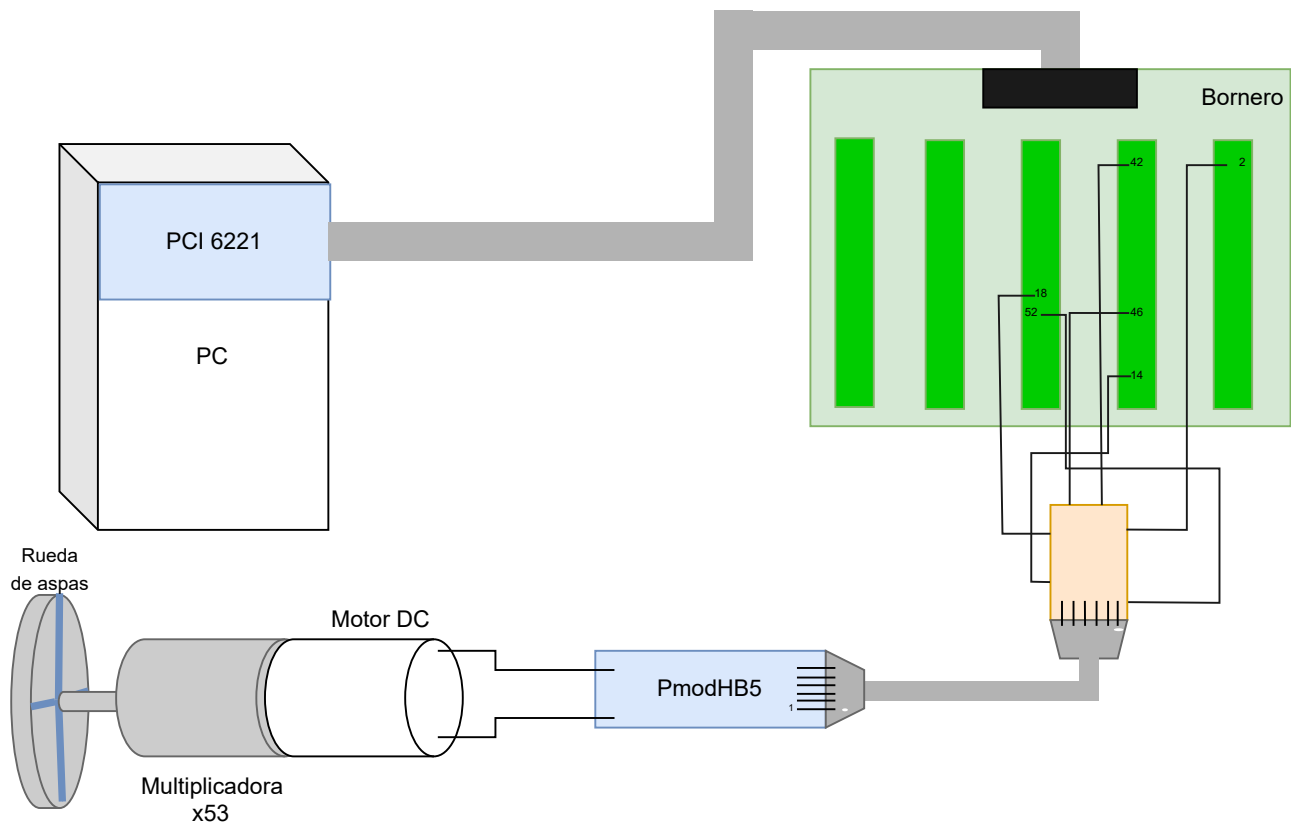 Bornero
42
2
PCI 6221
18
52
46
14
PC
Rueda
de aspas
Motor DC
PmodHB5
1
Multiplicadora
x53